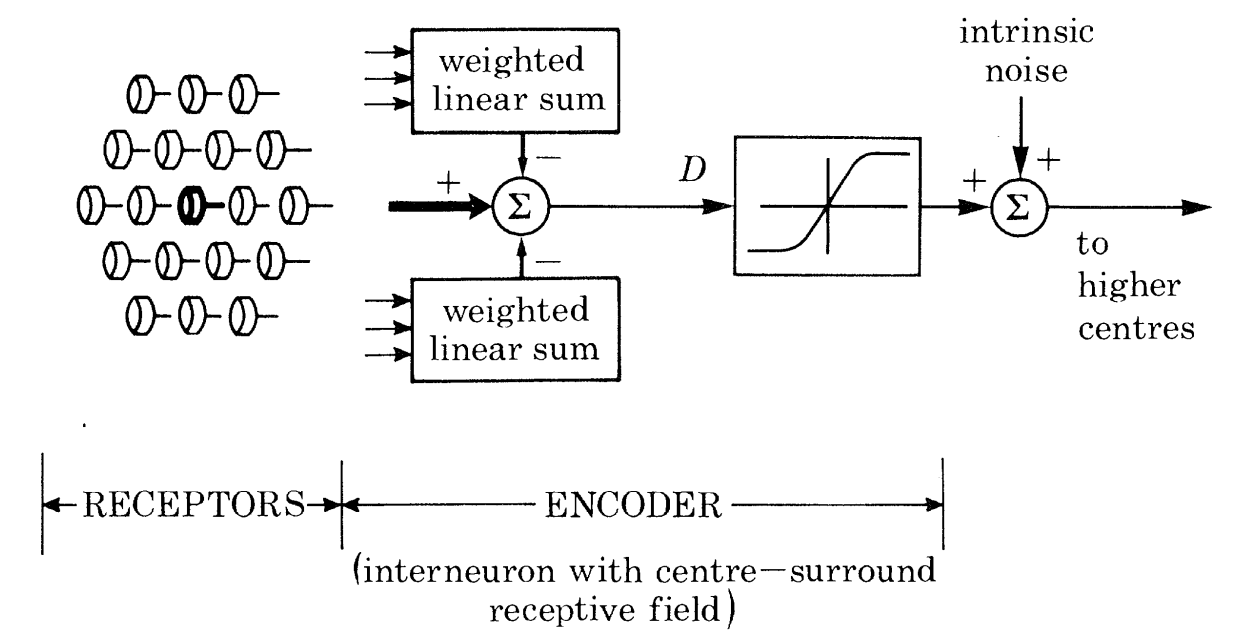 weighted
linear sum
intrinsic
noise
−
+
Σ
D
+
+
Σ
−
to
higher
centres
weighted
linear sum
RECEPTORS
ENCODER
(interneuron with centre−surround
receptive field)